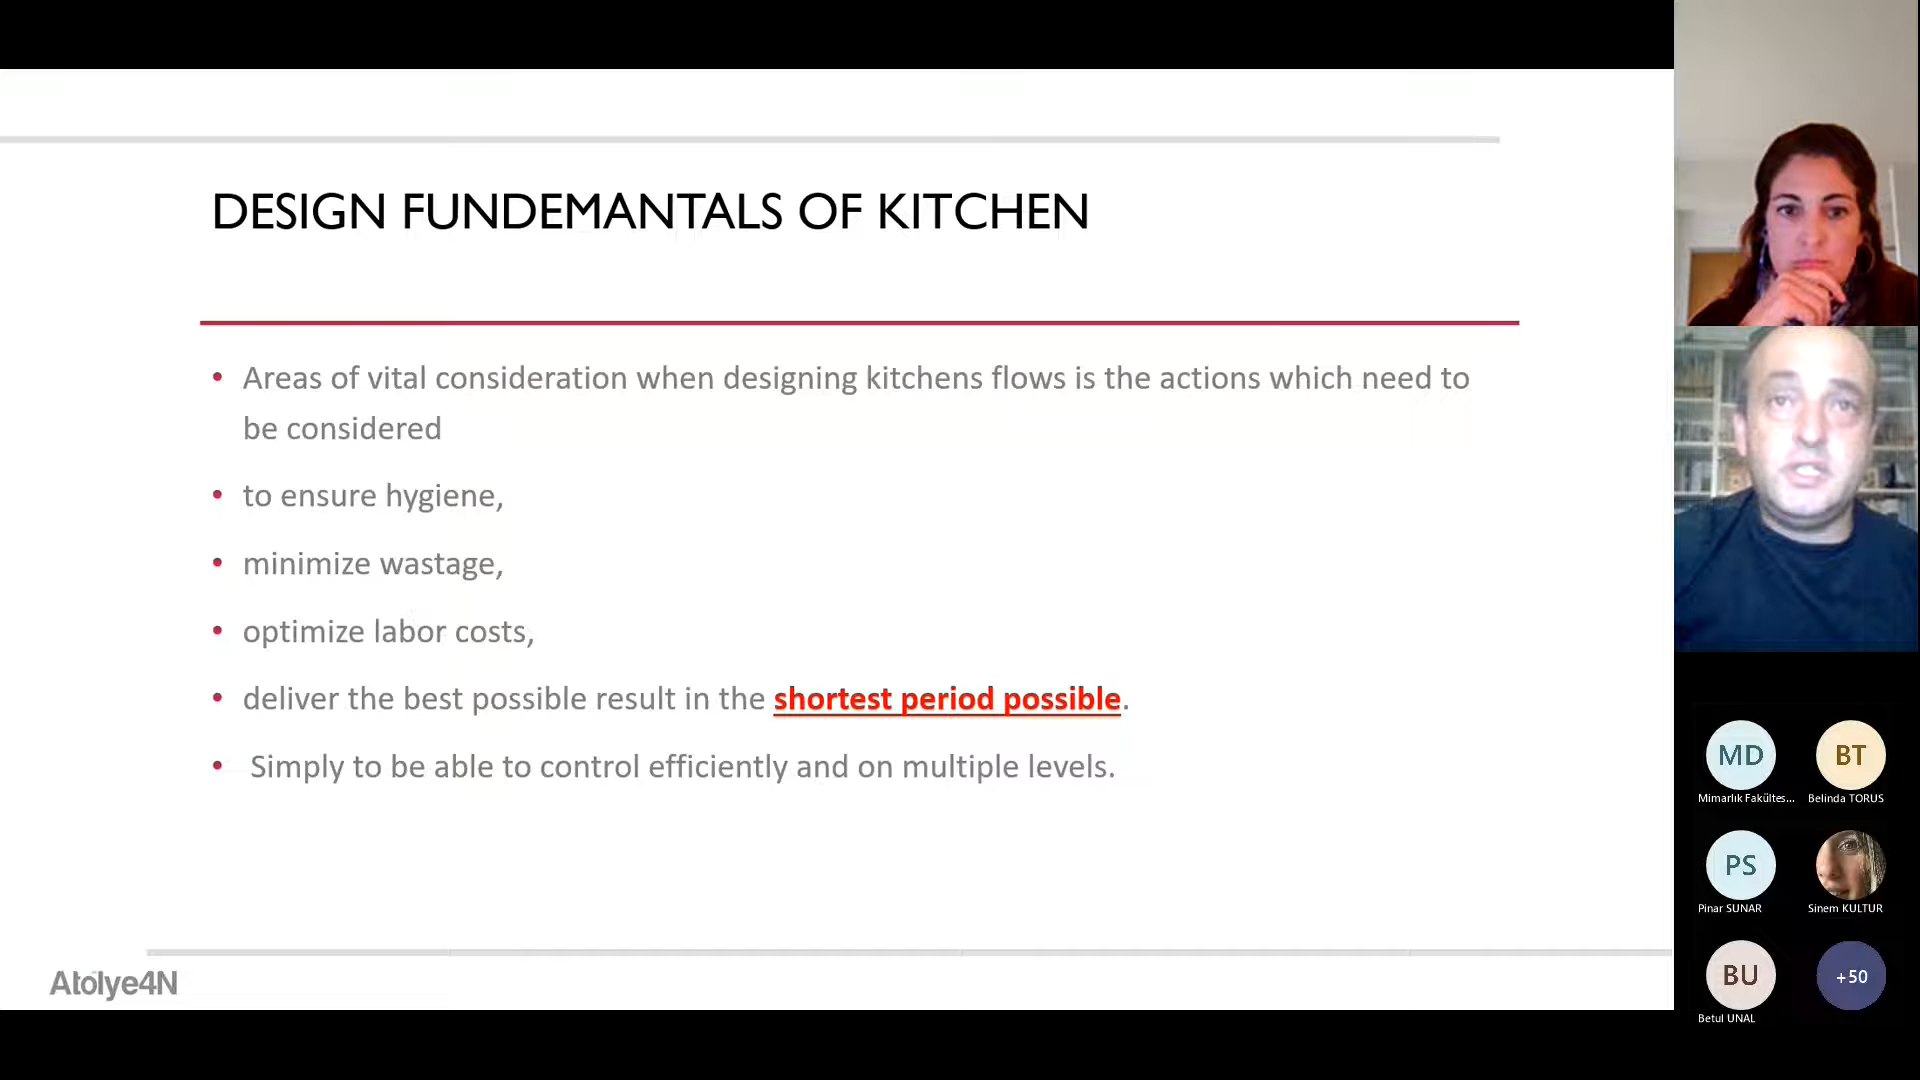 DESIGN FUNDEMANTALS OF KITCHEN
• Areas of vital consideration when designing kitchens flows is the actions which need to
be considered
• to ensure hygiene,
• minimize wastage,
• optimize labor costs,
• deliver the best possible result in the shortest period possible.
• Simply to be able to control efficiently and on multiple levels.
Atölye4N
MD
Mimarlık Fakültes...
BT
Belinda TORUS
PS
Pinar SUNAR
Sinem KULTUR
BU
Betul UNAL
+50